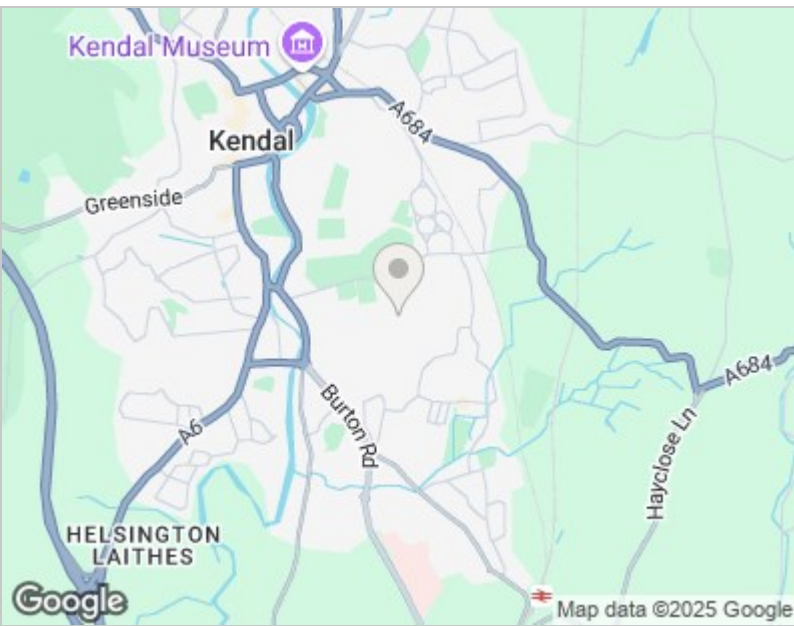 Kendal Museum
A684
Kendal
Greenside
A684
Burton Rd
A6
Hayclose Ln
HELSINGTON
LAITHES
Google
Map data ©2025 Google